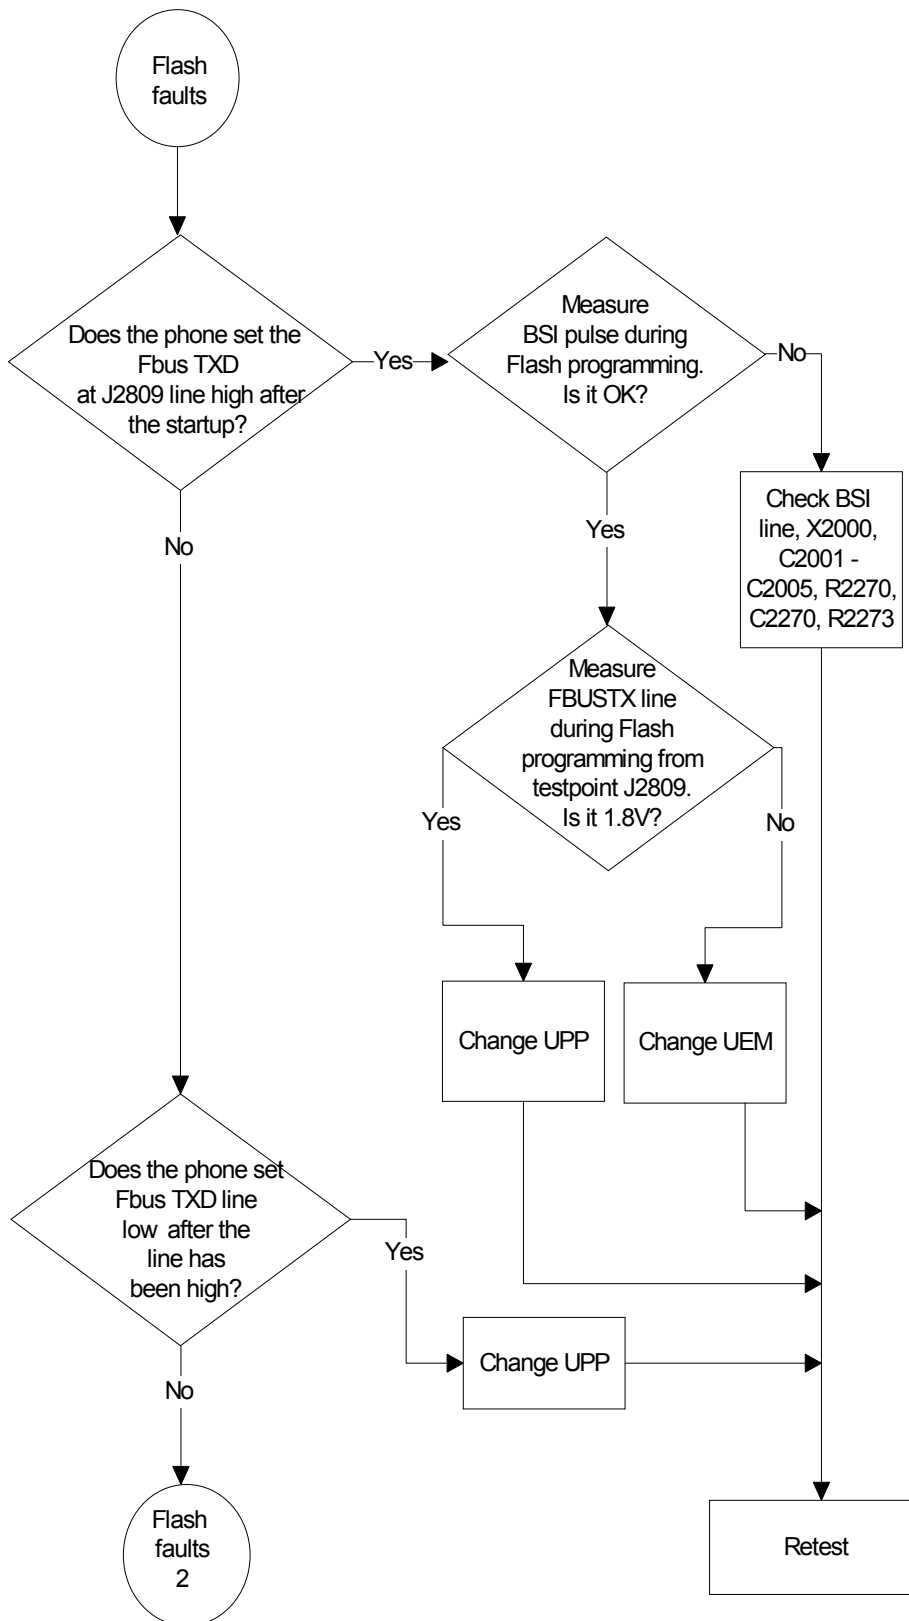 Flash
faults
Does the phone set the
Fbus TXD
at J2809 line high after
the startup?
Yes
Measure
BSI pulse during
Flash programming.
Is it OK?
No
Check BSI
line, X2000,
C2001 -
C2005, R2270,
C2270, R2273
No
Yes
Measure
FBUSTX line
during Flash
programming from
testpoint J2809.
Is it 1.8V?
Yes
No
Change UPP
Change UEM
Does the phone set
Fbus TXD line
low after the
line has
been high?
Yes
Change UPP
No
Flash
faults
2
Retest